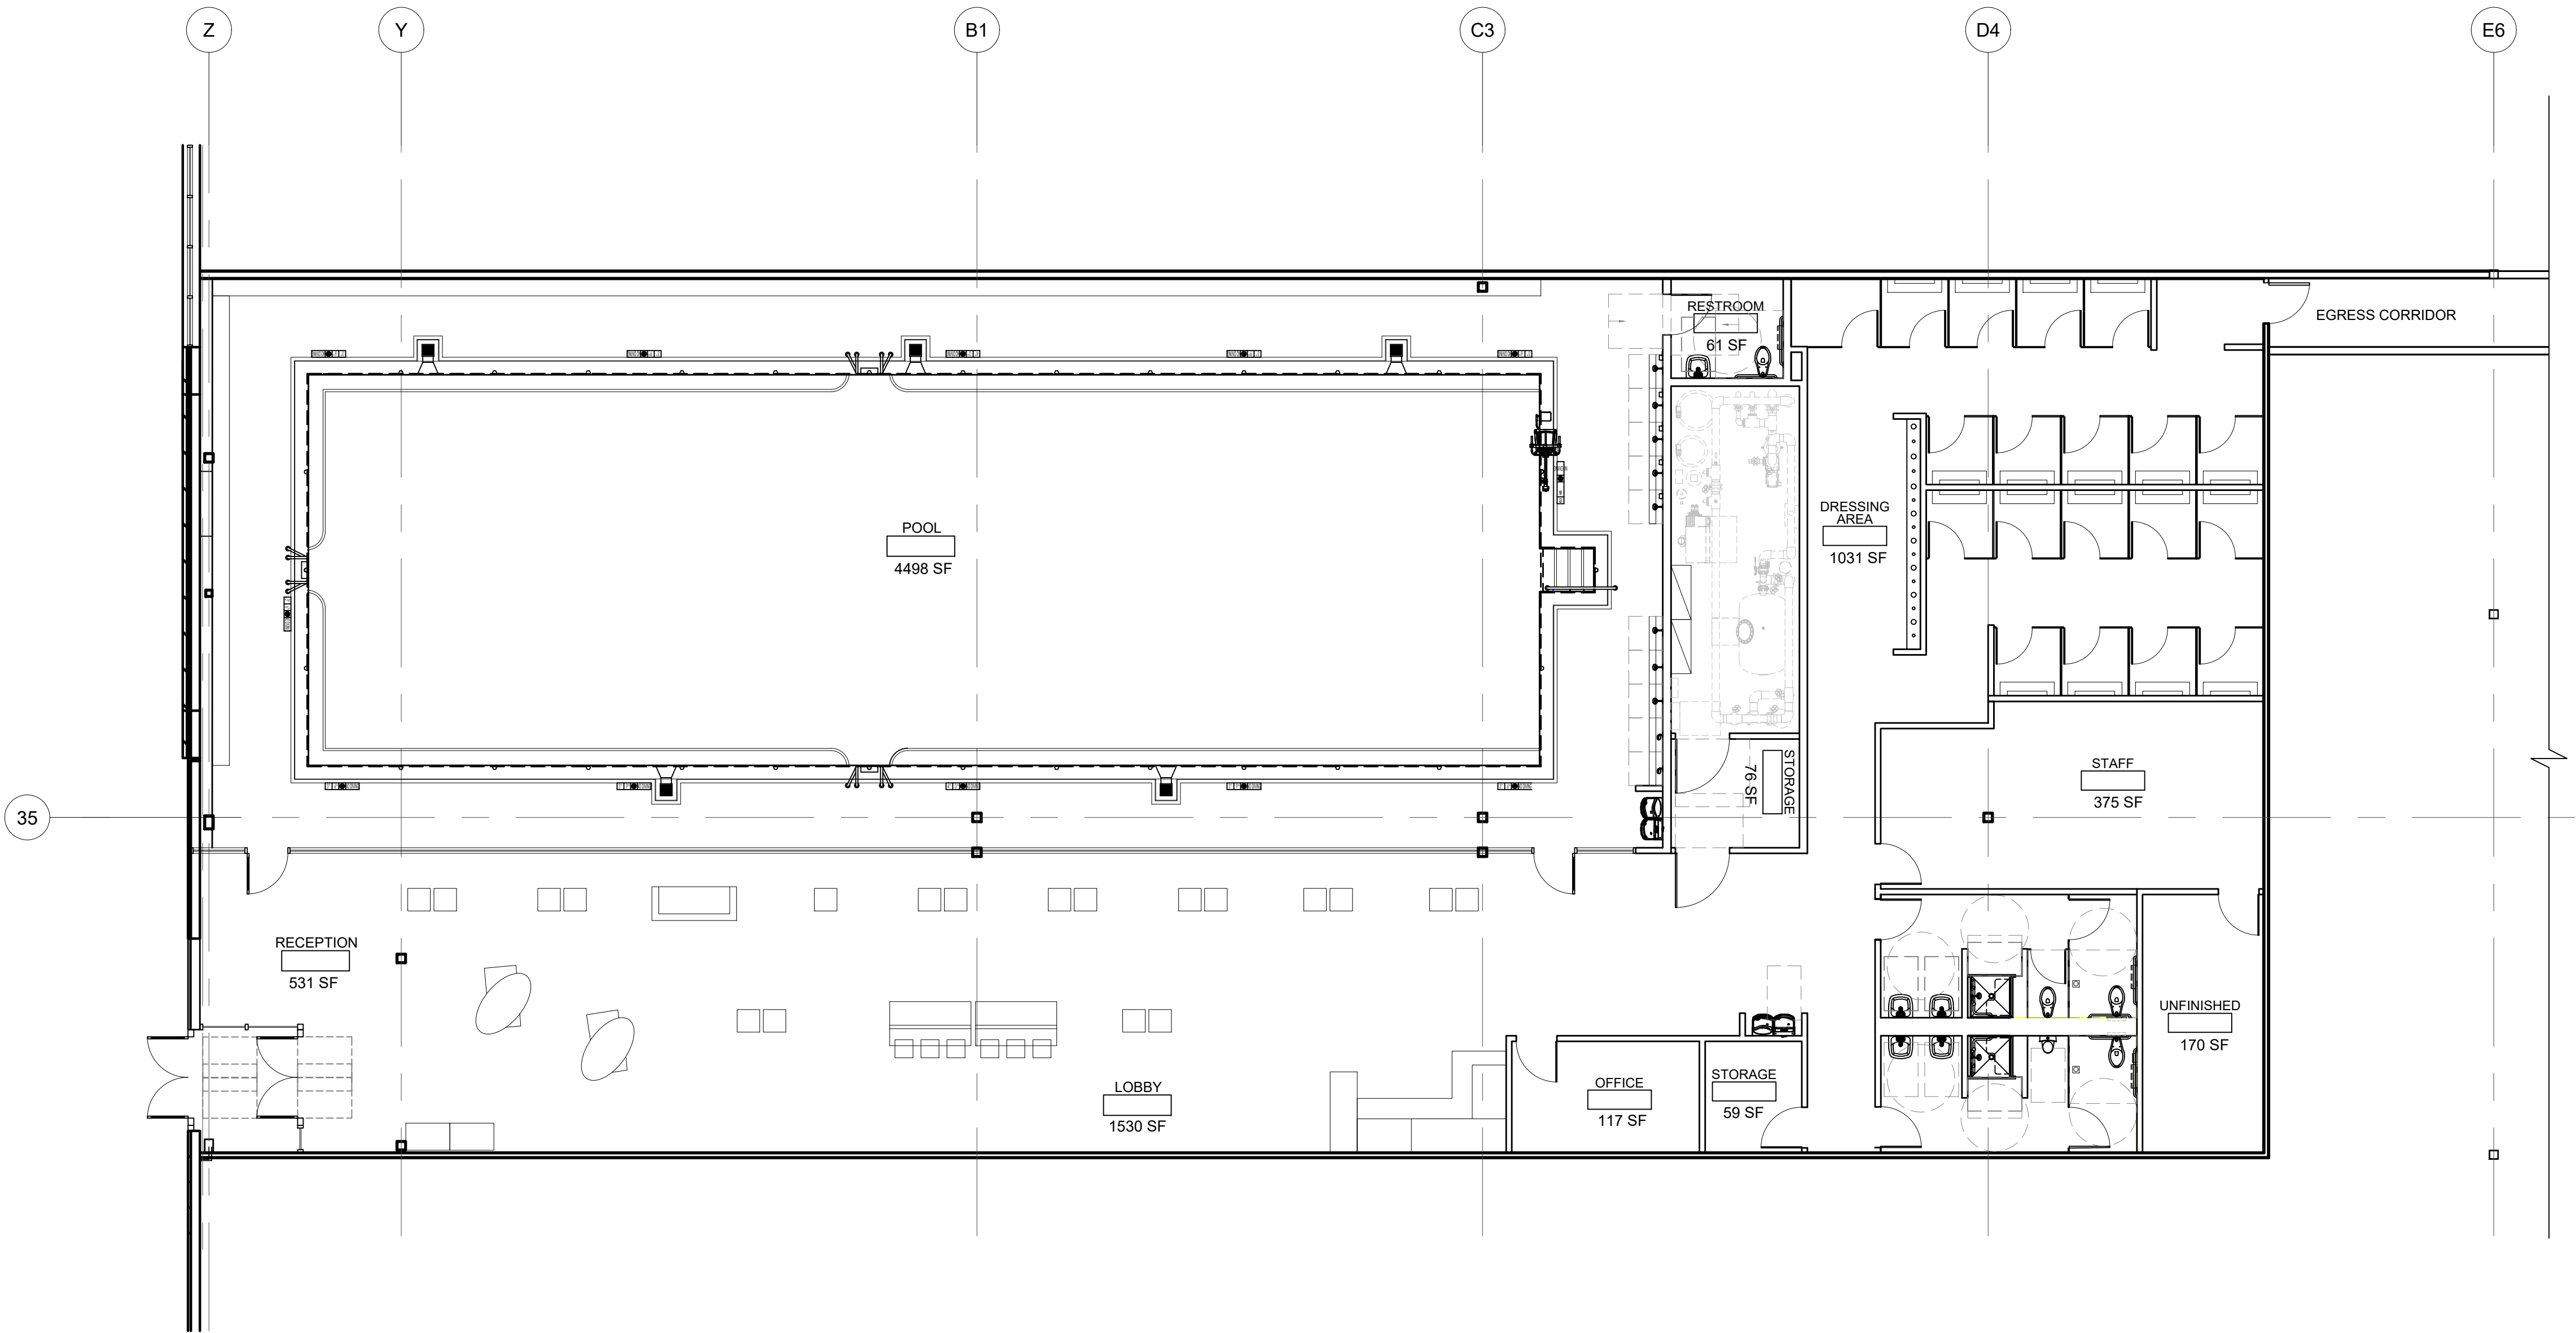 Z
Y
B1
C3
D4
E6
RESTROOM
61 SF
EGRESS CORRIDOR
POOL
4498 SF
DRESSING
AREA
1031 SF
STORAGE
76 SF
STAFF
375 SF
35
RECEPTION
531 SF
UNFINISHED
170 SF
LOBBY
1530 SF
OFFICE
117 SF
STORAGE
59 SF